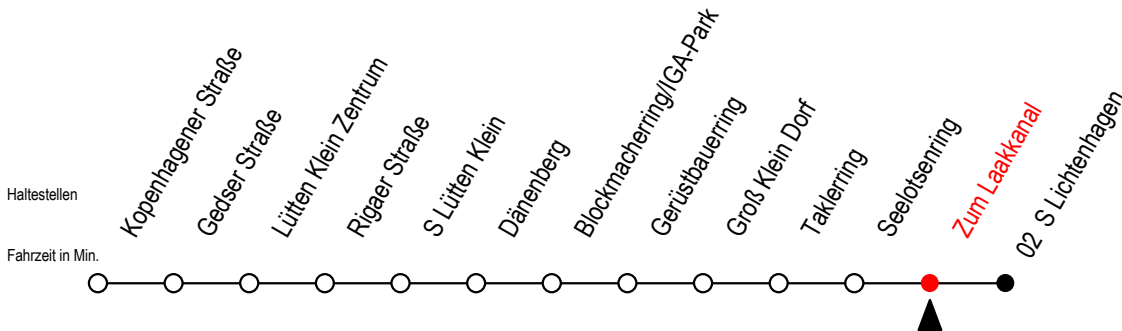 Haltestellen
Kopenhagener Straße
Gedser Straße
Lütten Klein Zentrum
Rigaer Straße
S Lütten Klein
Dänenberg
Blockmacherring/IGA-Park
Gerüstbauerring
Groß Klein Dorf
Taklerring
Seelotsenring
Zum Laakkanal
02 S Lichtenhagen
Fahrzeit in Min.